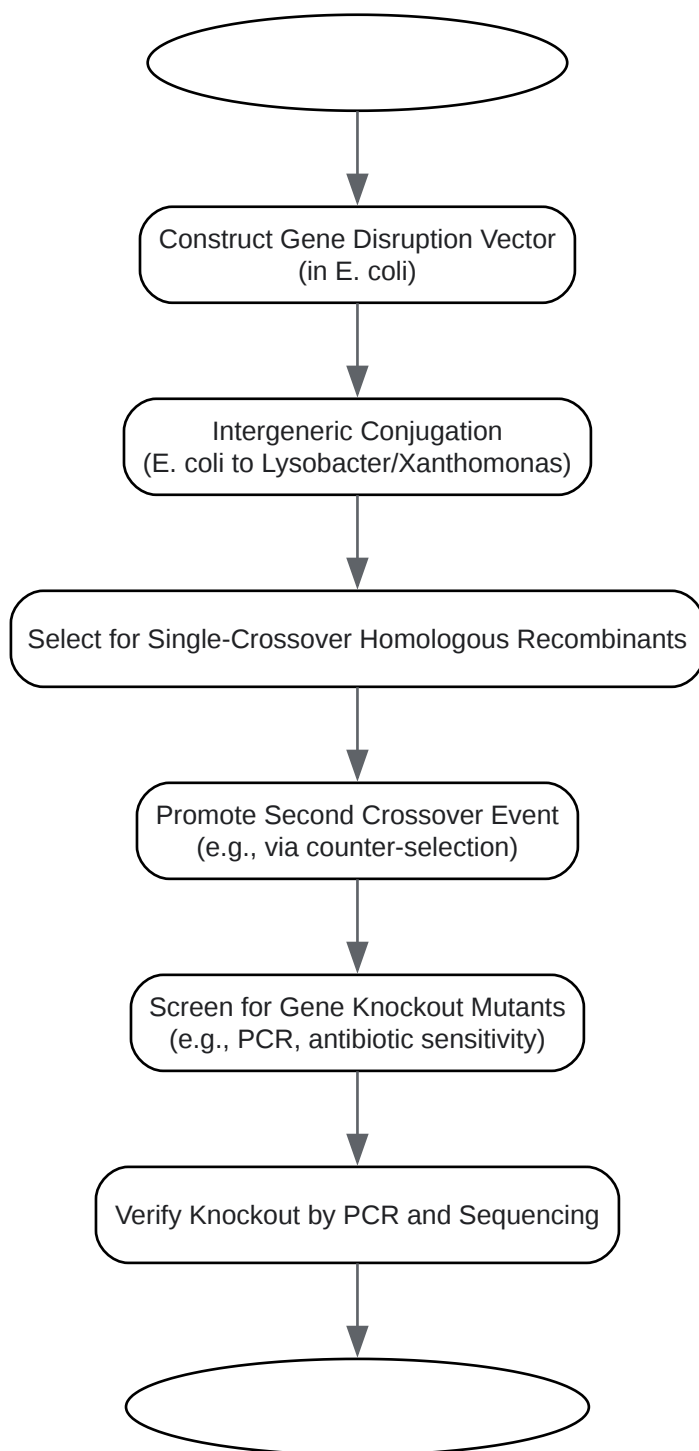 Construct Gene Disruption Vector
(in E. coli)
Intergeneric Conjugation
(E. coli to Lysobacter/Xanthomonas)
Select for Single-Crossover Homologous Recombinants
Promote Second Crossover Event
(e.g., via counter-selection)
Screen for Gene Knockout Mutants
(e.g., PCR, antibiotic sensitivity)
Verify Knockout by PCR and Sequencing